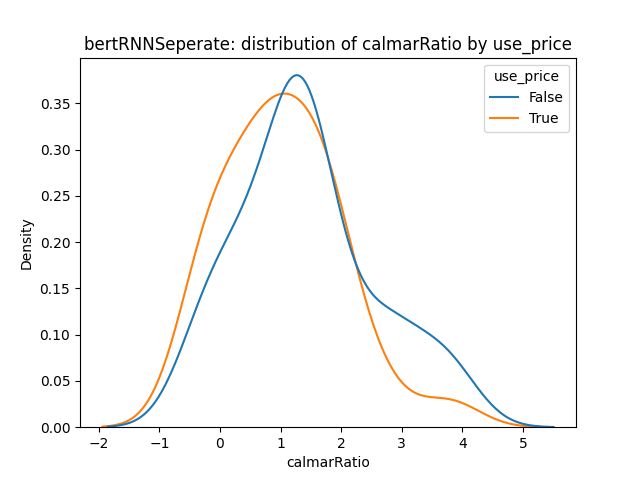 bertRNNSeperate: distribution of calmarRatio by use_price
use_price
False
True
Density
0.35
0.30
0.25
0.20
0.15
0.10
0.05
0.00
−2
−1
0
1
2
3
4
5
calmarRatio